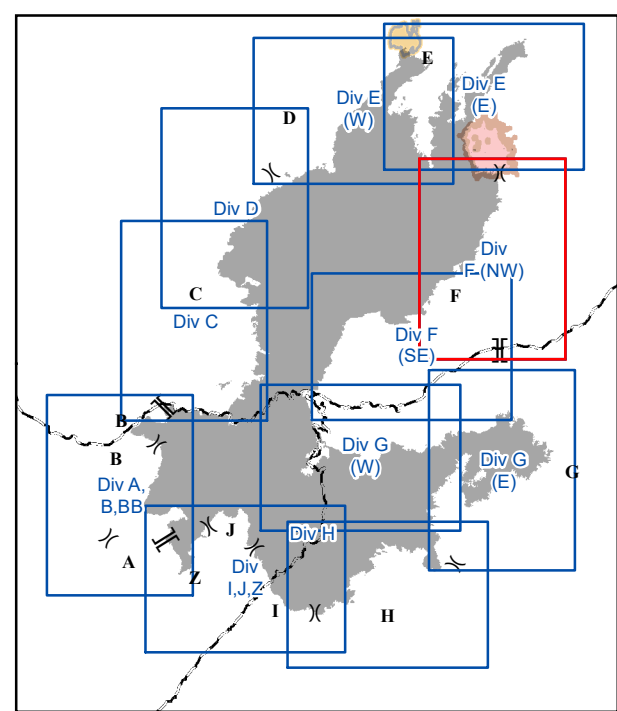 E
Div E
(W)
Div E
(E)
D
Div D
Div
F (NW)
C
F
Div C
Div F
(SE)
B
B
Div G
(W)
Div G
(E)
G
Div A,
B,BB
J
Div H
A
Z
Div
I,J,Z
I
H